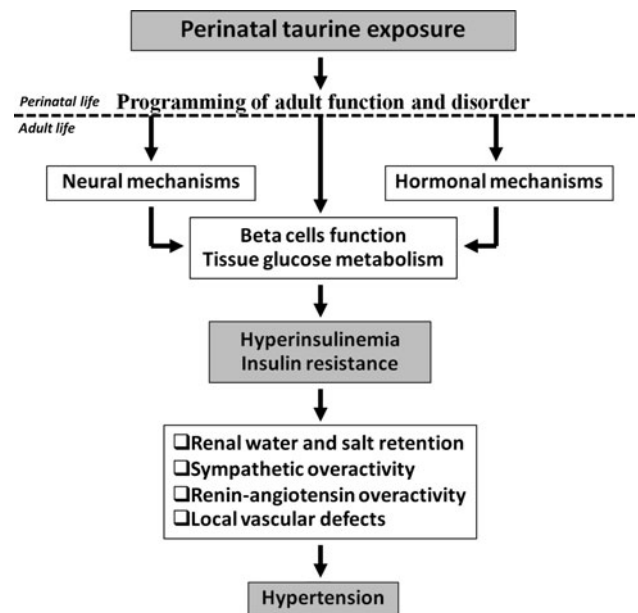 Perinatal taurine exposure
Perinatal life Programming of adult function and disorder
Adult life
Neural mechanisms
Hormonal mechanisms
Beta cells function
Tissue glucose metabolism
Hyperinsulinemia
Insulin resistance
❑Renal water and salt retention
❑Sympathetic overactivity
❑Renin-angiotensin overactivity
❑Local vascular defects
Hypertension